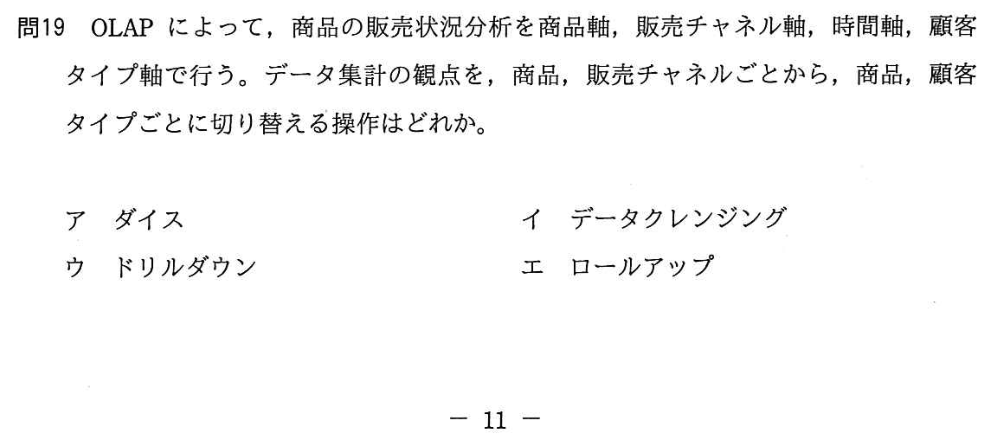 問19 OLAP によって，商品の販売状況分析を商品軸，販売チャネル軸，時間軸，顧客
タイプ軸で行う。データ集計の観点を，商品，販売チャネルごとから，商品，顧客
タイプごとに切り替える操作はどれか。
ア ダイス
イ データクレンジング
ウ ドリルダウン
エ ロールアップ
－ 11 －